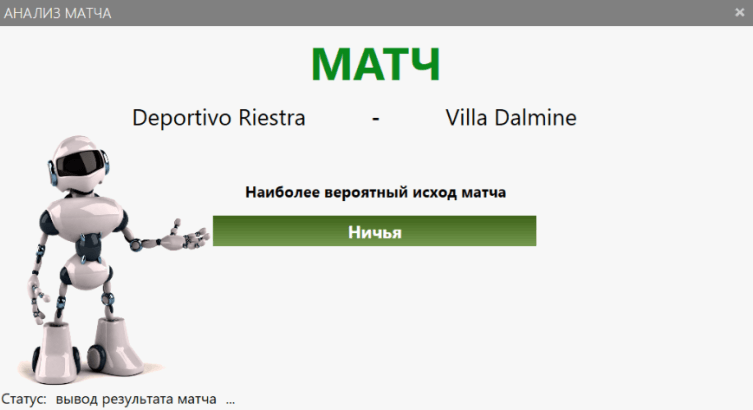 АНАЛИЗ МАТЧА
МАТЧ
Deportivo Riestra - Villa Dalmine
Наиболее вероятный исход матча
Ничья
Статус: вывод результата матча ...